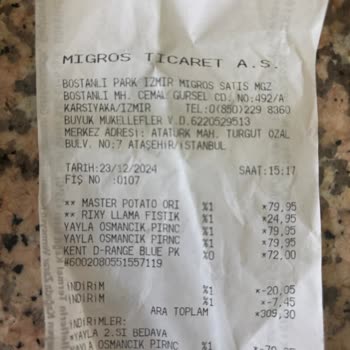 MIGROS TICARET A.S.
BOSTANLI PARK IZMIR MIGROS SATIS MGZ
BOSTANLI MH. CEMAL GURSEL CD. NO:492/A
KARSIYAKA/IZMIR TEL:0(850)229 8360
BUYUK MUKELLEFLER V.D.6220529513
MERKEZ ADRESI: ATATURK MAH. TURGUT OZAL
BULV. NO:7 ATAŞEHIR/ISTANBUL
TARIH:23/12/2024 SAAT:15:17
FIŞ NO :0107
** MASTER POTATO ORI %1 *79,95
** RIXY LLAMA FISTIK %1 *24,95
YAYLA OSMANCIK PIRNC %1 *79,95
YAYLA OSMANCIK PIRNC %1 *79,95
KENT D-RANGE BLUE PK %0 *72,00
#6002080551557119
INDIRIM %1 *-20,05
INDIRIM %1 *-7,45
ARA TOPLAM *309,30
INDIRIMLER:
*YAYLA 2.SI BEDAVA
OSMANCIK PIRNC %1